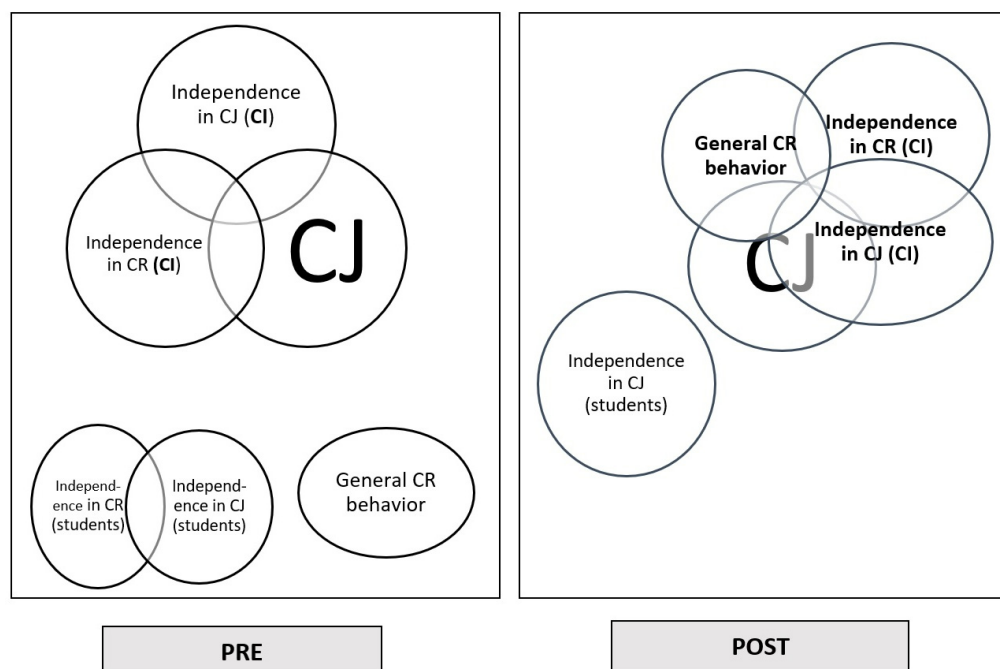 Independence
in CJ (CI)
Independence
in CR (CI)
CJ
Independ-
ence in CR
(students)
Independ-
ence in CJ
(students)
General CR
behavior
PRE
General CR
behavior
Independence
in CR (CI)
Independence
in CJ (CI)
CJ
Independence
in CJ
(students)
POST